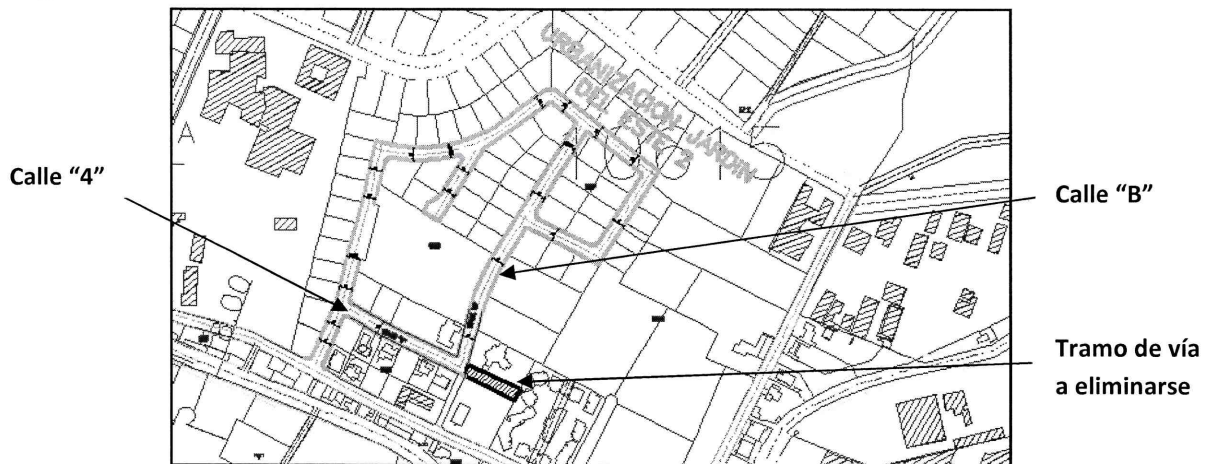 URBANIZACION JARDIN
DEL ESTE 2
Calle “4”
Calle “B”
Tramo de vía
a eliminarse